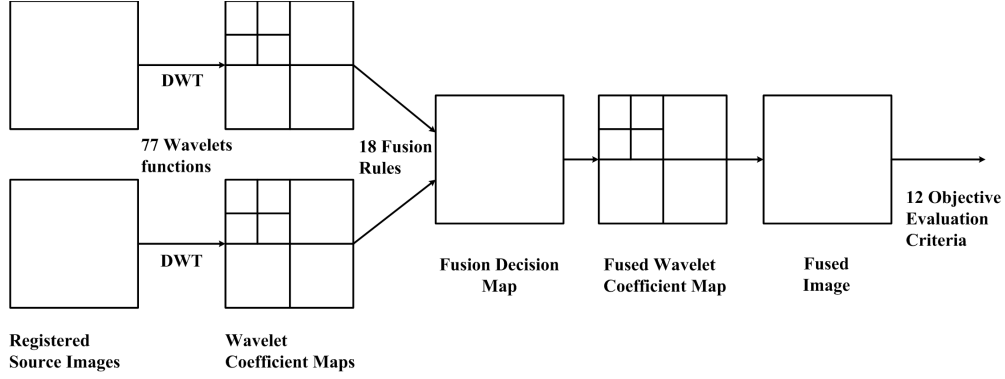 DWT
77 Wavelets
functions
18 Fusion
Rules
DWT
12 Objective
Evaluation
Criteria
Fusion Decision
Map
Fused Wavelet
Coefficient Map
Fused
Image
Registered
Source Images
Wavelet
Coefficient Maps